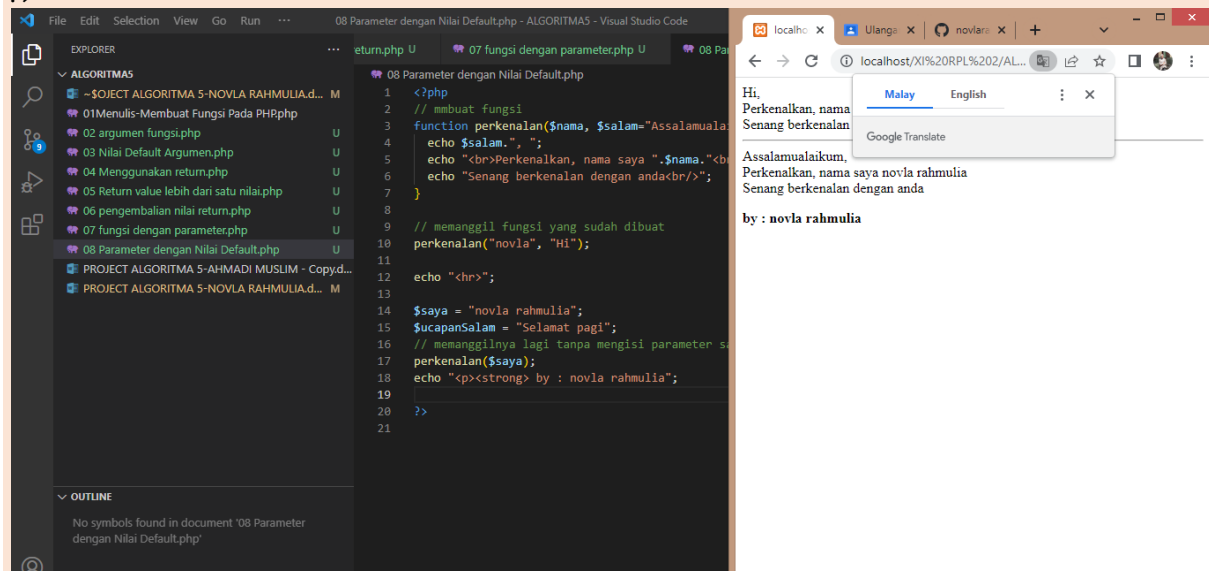 File Edit Selection View Go Run ··· 08 Parameter dengan Nilai Default.php - ALGORITMA5 - Visual Studio Code
EXPLORER ···
ALGORITMA5
~$OJECT ALGORITMA 5-NOVLA RAHMULIA.d... M
01Menulis-Membuat Fungsi Pada PHP.php
02 argumen fungsi.php U
03 Nilai Default Argumen.php U
04 Menggunakan return.php U
05 Return value lebih dari satu nilai.php U
06 pengembalian nilai return.php U
07 fungsi dengan parameter.php U
08 Parameter dengan Nilai Default.php U
PROJECT ALGORITMA 5-AHMADI MUSLIM - Copy.d...
PROJECT ALGORITMA 5-NOVLA RAHMULIA.d... M
9
OUTLINE
No symbols found in document '08 Parameter
dengan Nilai Default.php'
eturn.php U 07 fungsi dengan parameter.php U 08 Par
08 Parameter dengan Nilai Default.php
1 <?php
2 // mmbuat fungsi
3 function perkenalan($nama, $salam="Assalamualai
4 echo $salam.", ";
5 echo "<br>Perkenalkan, nama saya ".$nama."<b
6 echo "Senang berkenalan dengan anda<br/>";
7 }
8
9 // memanggil fungsi yang sudah dibuat
10 perkenalan("novla", "Hi");
11
12 echo "<hr>";
13
14 $saya = "novla rahmulia";
15 $ucapanSalam = "Selamat pagi";
16 // memanggilnya lagi tanpa mengisi parameter sa
17 perkenalan($saya);
18 echo "<p><strong> by : novla rahmulia";
19
20 ?>
21
localho Ulanga novlara
localhost/XI%20RPL%202/AL...
Malay English
Google Translate
Hi,
Perkenalkan, nama
Senang berkenalan
Assalamualaikum,
Perkenalkan, nama saya novla rahmulia
Senang berkenalan dengan anda
by : novla rahmulia